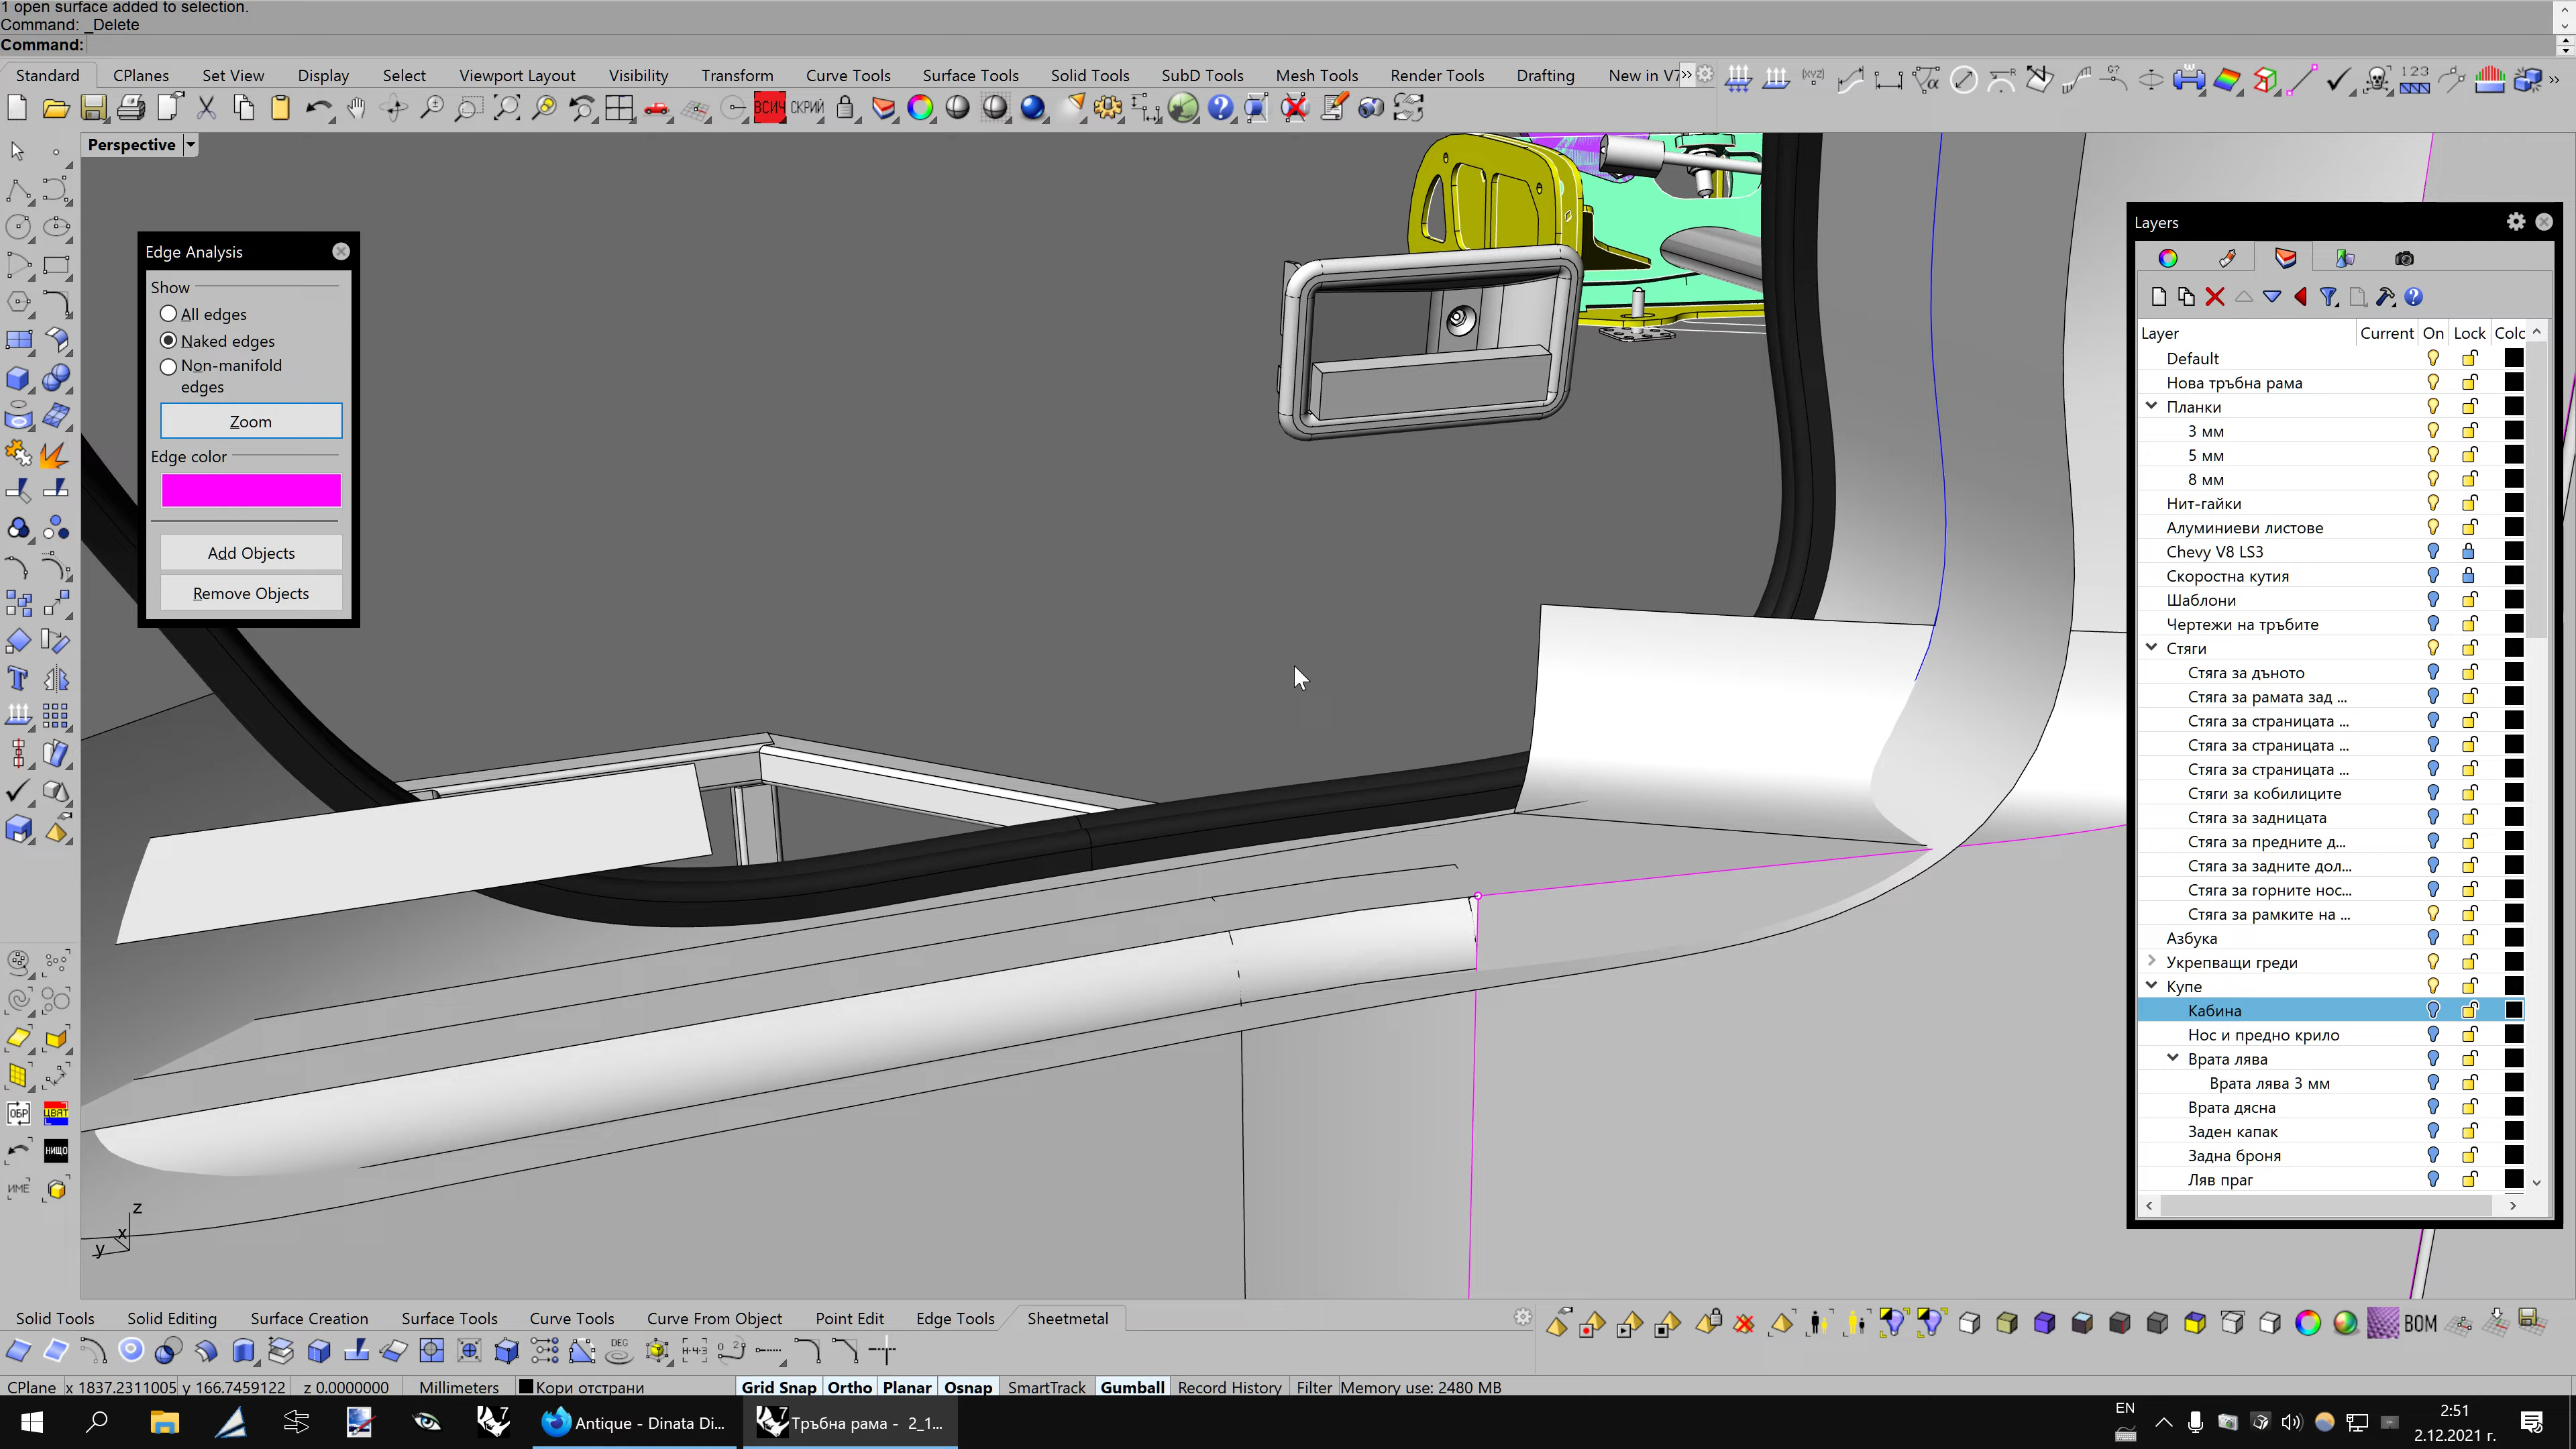 1 open surface added to selection.
Command: _Delete
Command:
Standard CPlanes Set View Display Select Viewport Layout Visibility Transform Curve Tools Surface Tools Solid Tools SubD Tools Mesh Tools Render Tools Drafting New in V7
ВСИЧ СКРИЙ
Perspective
Edge Analysis
Show
All edges
Naked edges
Non-manifold
edges
Zoom
Edge color
Add Objects
Remove Objects
ОБР ЦВЯТ
НИЩО
ИМЕ
z
x
y
Layers
Layer Current On Lock Colc
Default
Нова тръбна рама
Планки
3 мм
5 мм
8 мм
Нит-гайки
Алуминиеви листове
Chevy V8 LS3
Скоростна кутия
Шаблони
Чертежи на тръбите
Стяги
Стяга за дъното
Стяга за рамата зад ...
Стяга за страницата ...
Стяга за страницата ...
Стяга за страницата ...
Стяги за кобилиците
Стяга за задницата
Стяга за предните д...
Стяга за задните дол...
Стяга за горните нос...
Стяга за рамките на ...
Азбука
Укрепващи греди
Купе
Кабина
Нос и предно крило
Врата лява
Врата лява 3 мм
Врата дясна
Заден капак
Задна броня
Ляв праг
Solid Tools Solid Editing Surface Creation Surface Tools Curve Tools Curve From Object Point Edit Edge Tools Sheetmetal
BOM
DEG
CPlane x 1837.2311005 y 166.7459122 z 0.0000000 Millimeters Кори отстрани Grid Snap Ortho Planar Osnap SmartTrack Gumball Record History Filter Memory use: 2480 MB
Antique - Dinata Di...
Тръбна рама - 2_1...
EN
2:51
2.12.2021 г.